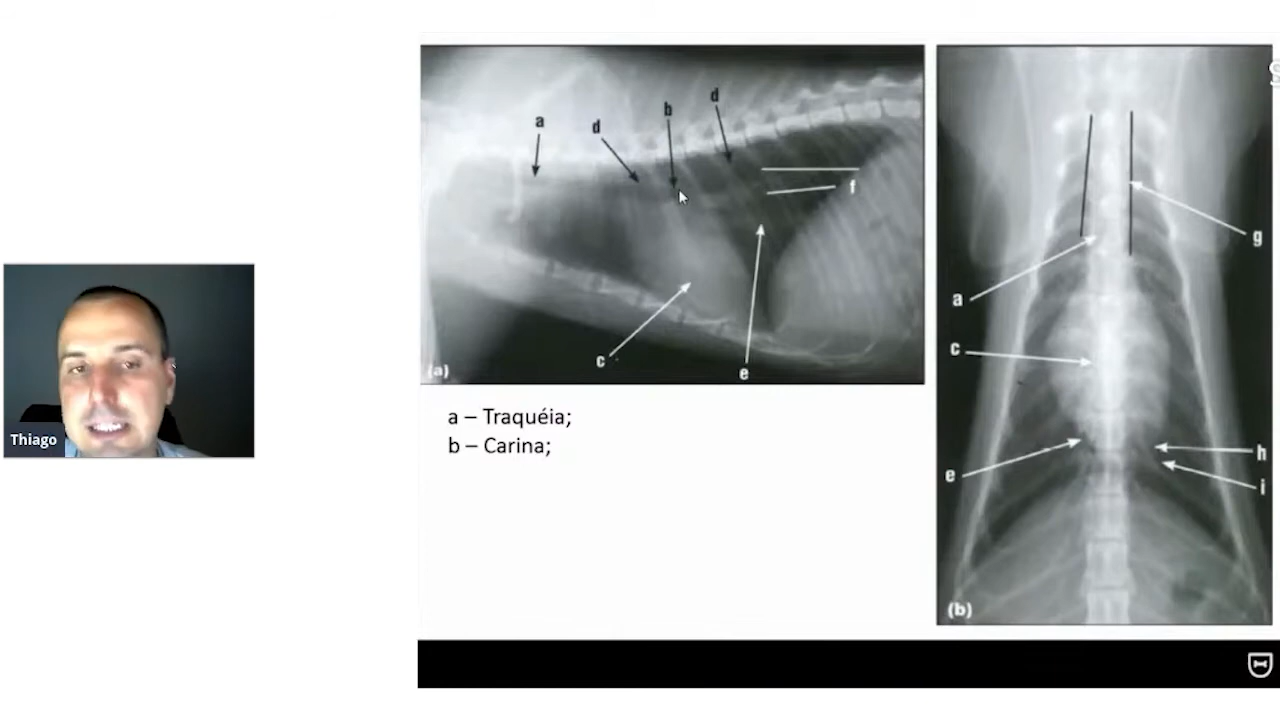 Thiago
a
d
b
d
f
c
e
(a)
a – Traquéia;
b – Carina;
g
a
c
e
h
i
(b)
S